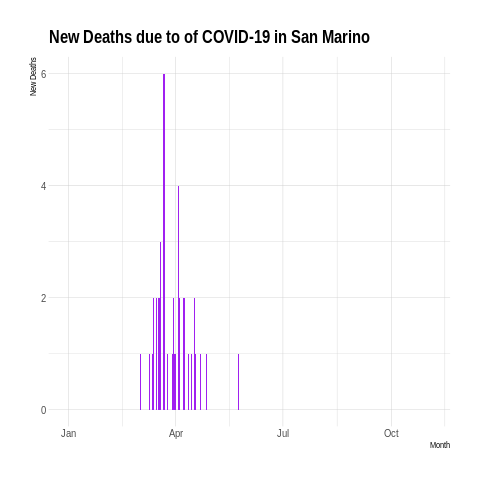 New Deaths due to of COVID-19 in San Marino
New Deaths
6
4
2
0
Jan Apr Jul Oct
Month